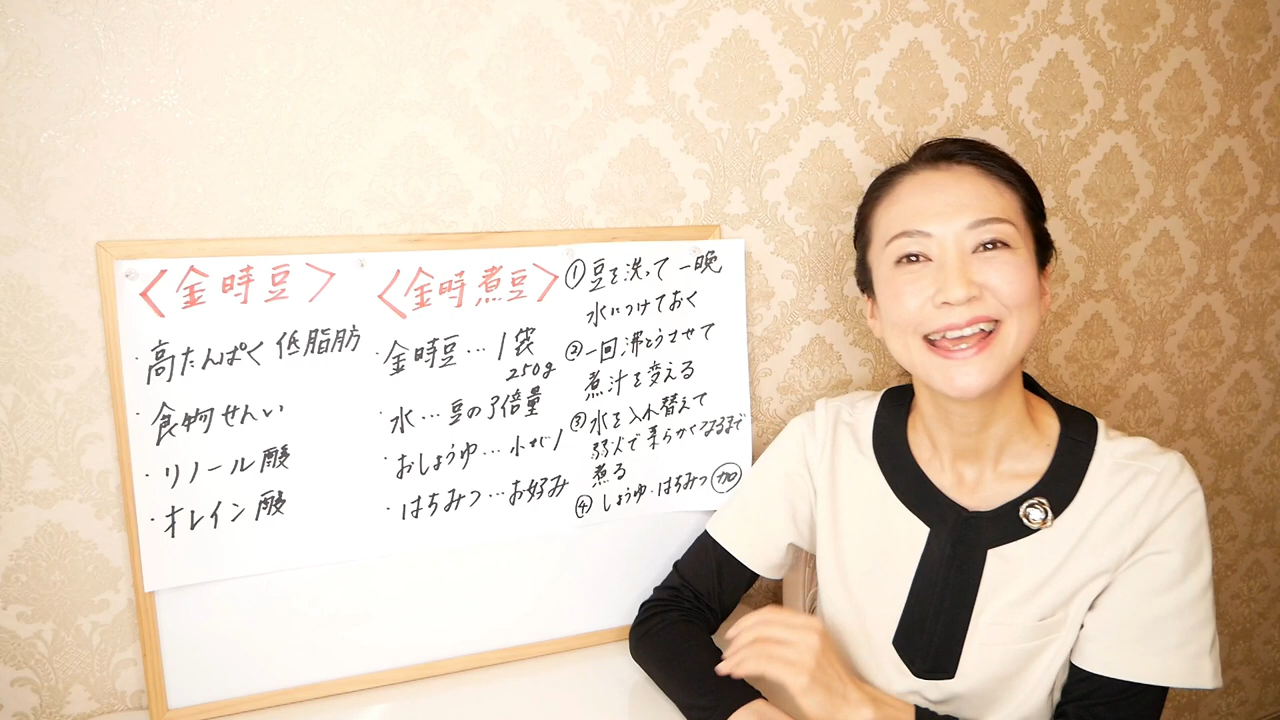 〈金時豆〉
・高たんぱく 低脂肪
・食物せんい
・リノール酸
・オレイン酸
〈金時煮豆〉
・金時豆…1袋
250g
・水…豆の3倍量
・おしょうゆ…小さじ1
・はちみつ…お好み
①豆を洗って一晩
水につけておく
②一回沸とうさせて
煮汁を変える
③水を入れ替えて
弱火で柔らかくなるまで
煮る
④しょうゆ・はちみつ加